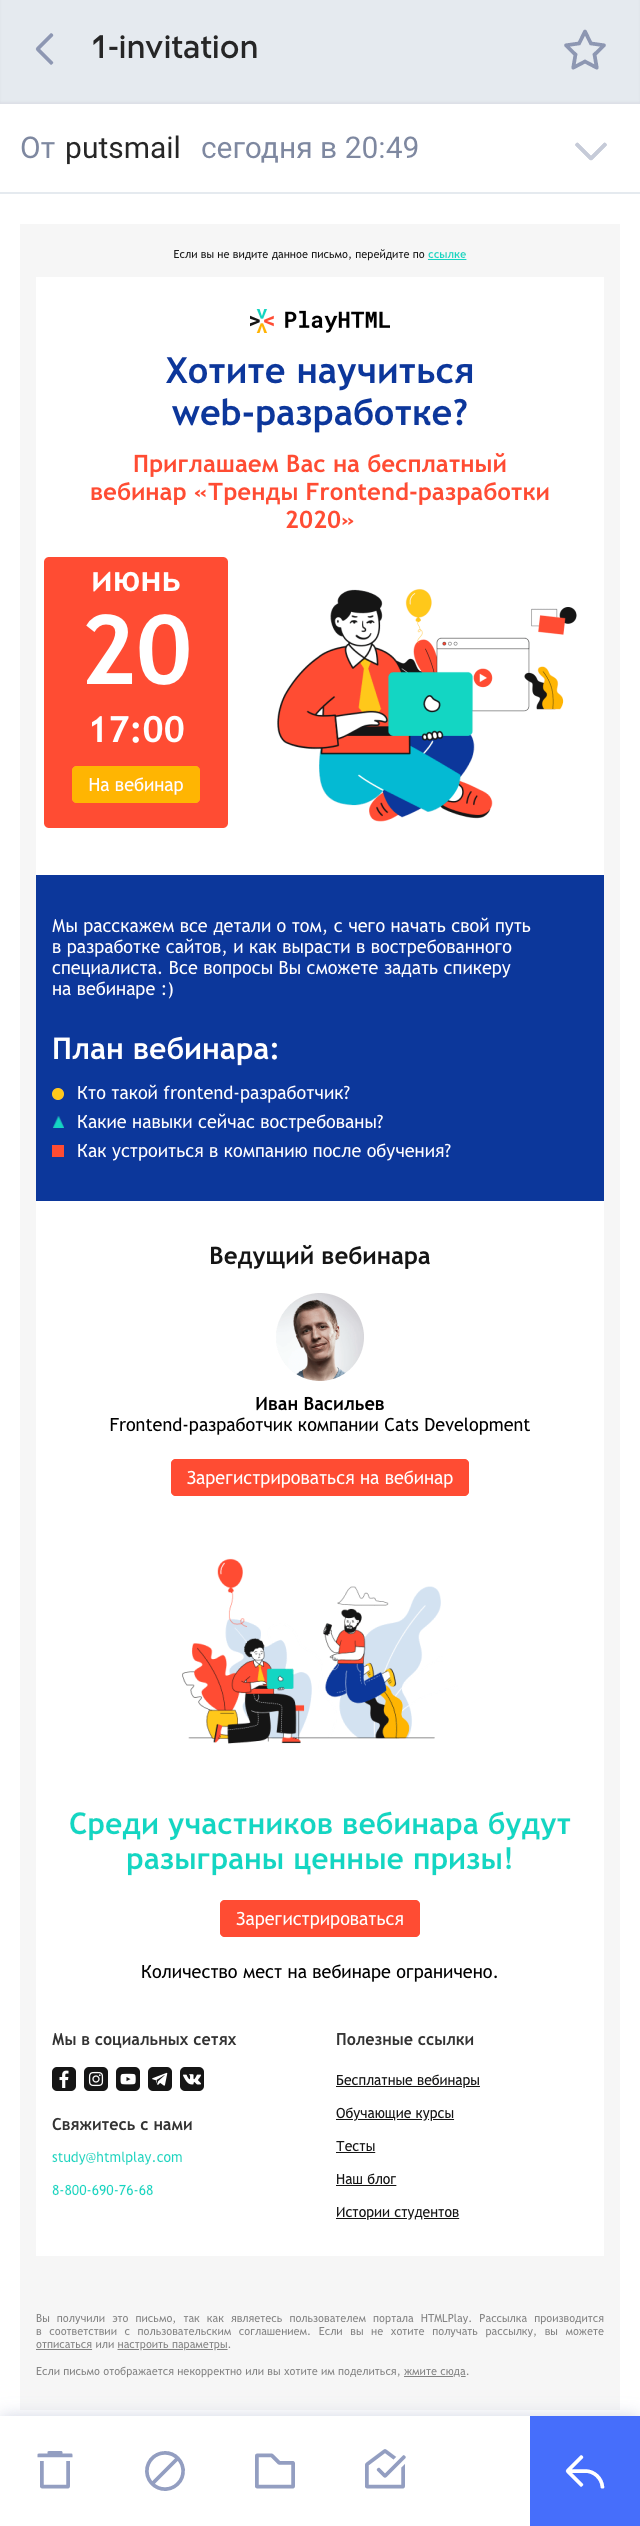 1-invitation
От putsmail сегодня в 20:49
Если вы не видите данное письмо, перейдите по ссылке
PlayHTML
Хотите научиться
web-разработке?
Приглашаем Вас на бесплатный
вебинар «Тренды Frontend-разработки
2020»
июнь
20
17:00
На вебинар
Мы расскажем все детали о том, с чего начать свой путь
в разработке сайтов, и как вырасти в востребованного
специалиста. Все вопросы Вы сможете задать спикеру
на вебинаре :)
План вебинара:
Кто такой frontend-разработчик?
Какие навыки сейчас востребованы?
Как устроиться в компанию после обучения?
Ведущий вебинара
Иван Васильев
Frontend-разработчик компании Cats Development
Зарегистрироваться на вебинар
Среди участников вебинара будут
разыграны ценные призы!
Зарегистрироваться
Количество мест на вебинаре ограничено.
Мы в социальных сетях
Свяжитесь с нами
study@htmlplay.com
8-800-690-76-68
Полезные ссылки
Бесплатные вебинары
Обучающие курсы
Тесты
Наш блог
Истории студентов
Вы получили это письмо, так как являетесь пользователем портала HTMLPlay. Рассылка производится
в соответствии с пользовательским соглашением. Если вы не хотите получать рассылку, вы можете
отписаться или настроить параметры.
Если письмо отображается некорректно или вы хотите им поделиться, жмите сюда.